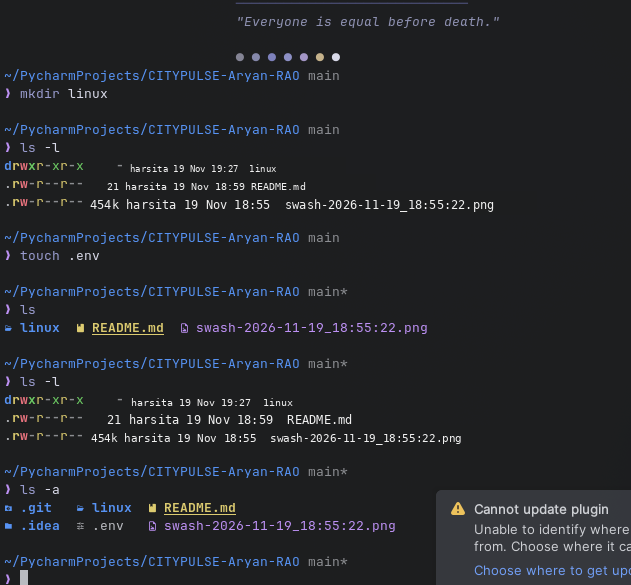 "Everyone is equal before death."
~/PycharmProjects/CITYPULSE-Aryan-RAO main
❯ mkdir linux
~/PycharmProjects/CITYPULSE-Aryan-RAO main
❯ ls -l
drwxr-xr-x - harsita 19 Nov 19:27 linux
.rw-r--r-- 21 harsita 19 Nov 18:59 README.md
.rw-r--r-- 454k harsita 19 Nov 18:55 swash-2026-11-19_18:55:22.png
~/PycharmProjects/CITYPULSE-Aryan-RAO main
❯ touch .env
~/PycharmProjects/CITYPULSE-Aryan-RAO main*
❯ ls
linux README.md swash-2026-11-19_18:55:22.png
~/PycharmProjects/CITYPULSE-Aryan-RAO main*
❯ ls -l
drwxr-xr-x - harsita 19 Nov 19:27 linux
.rw-r--r-- 21 harsita 19 Nov 18:59 README.md
.rw-r--r-- 454k harsita 19 Nov 18:55 swash-2026-11-19_18:55:22.png
~/PycharmProjects/CITYPULSE-Aryan-RAO main*
❯ ls -a
.git linux README.md
.idea .env swash-2026-11-19_18:55:22.png
~/PycharmProjects/CITYPULSE-Aryan-RAO main*
❯
Cannot update plugin
Unable to identify where
from. Choose where it ca
Choose where to get upd